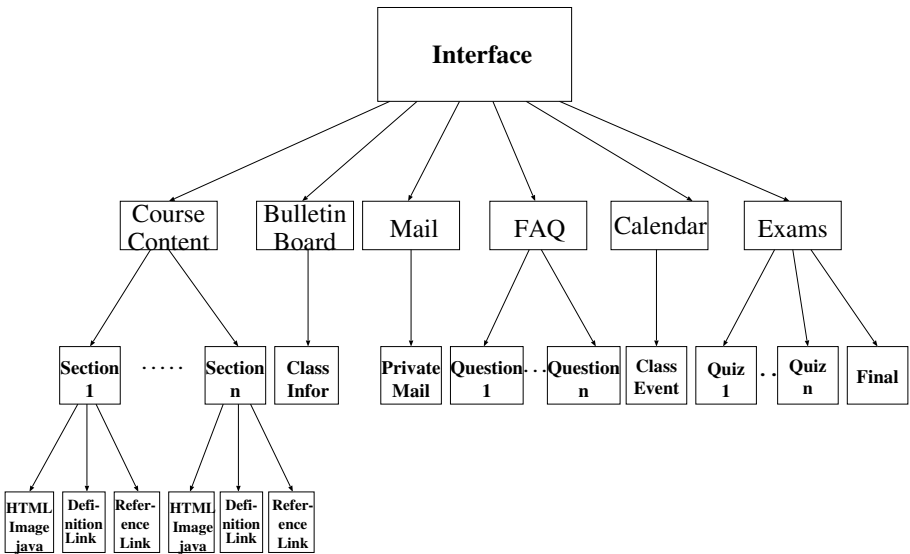 Interface
Course
Content
Bulletin
Board
Mail
FAQ
Calendar
Exams
Section
1
. . . . .
Section
n
Class
Infor
Private
Mail
Question
1
. . .
Question
n
Class
Event
Quiz
1
. .
Quiz
n
Final
HTML
Image
java
Defi-
nition
Link
Refer-
ence
Link
HTML
Image
java
Defi-
nition
Link
Refer-
ence
Link